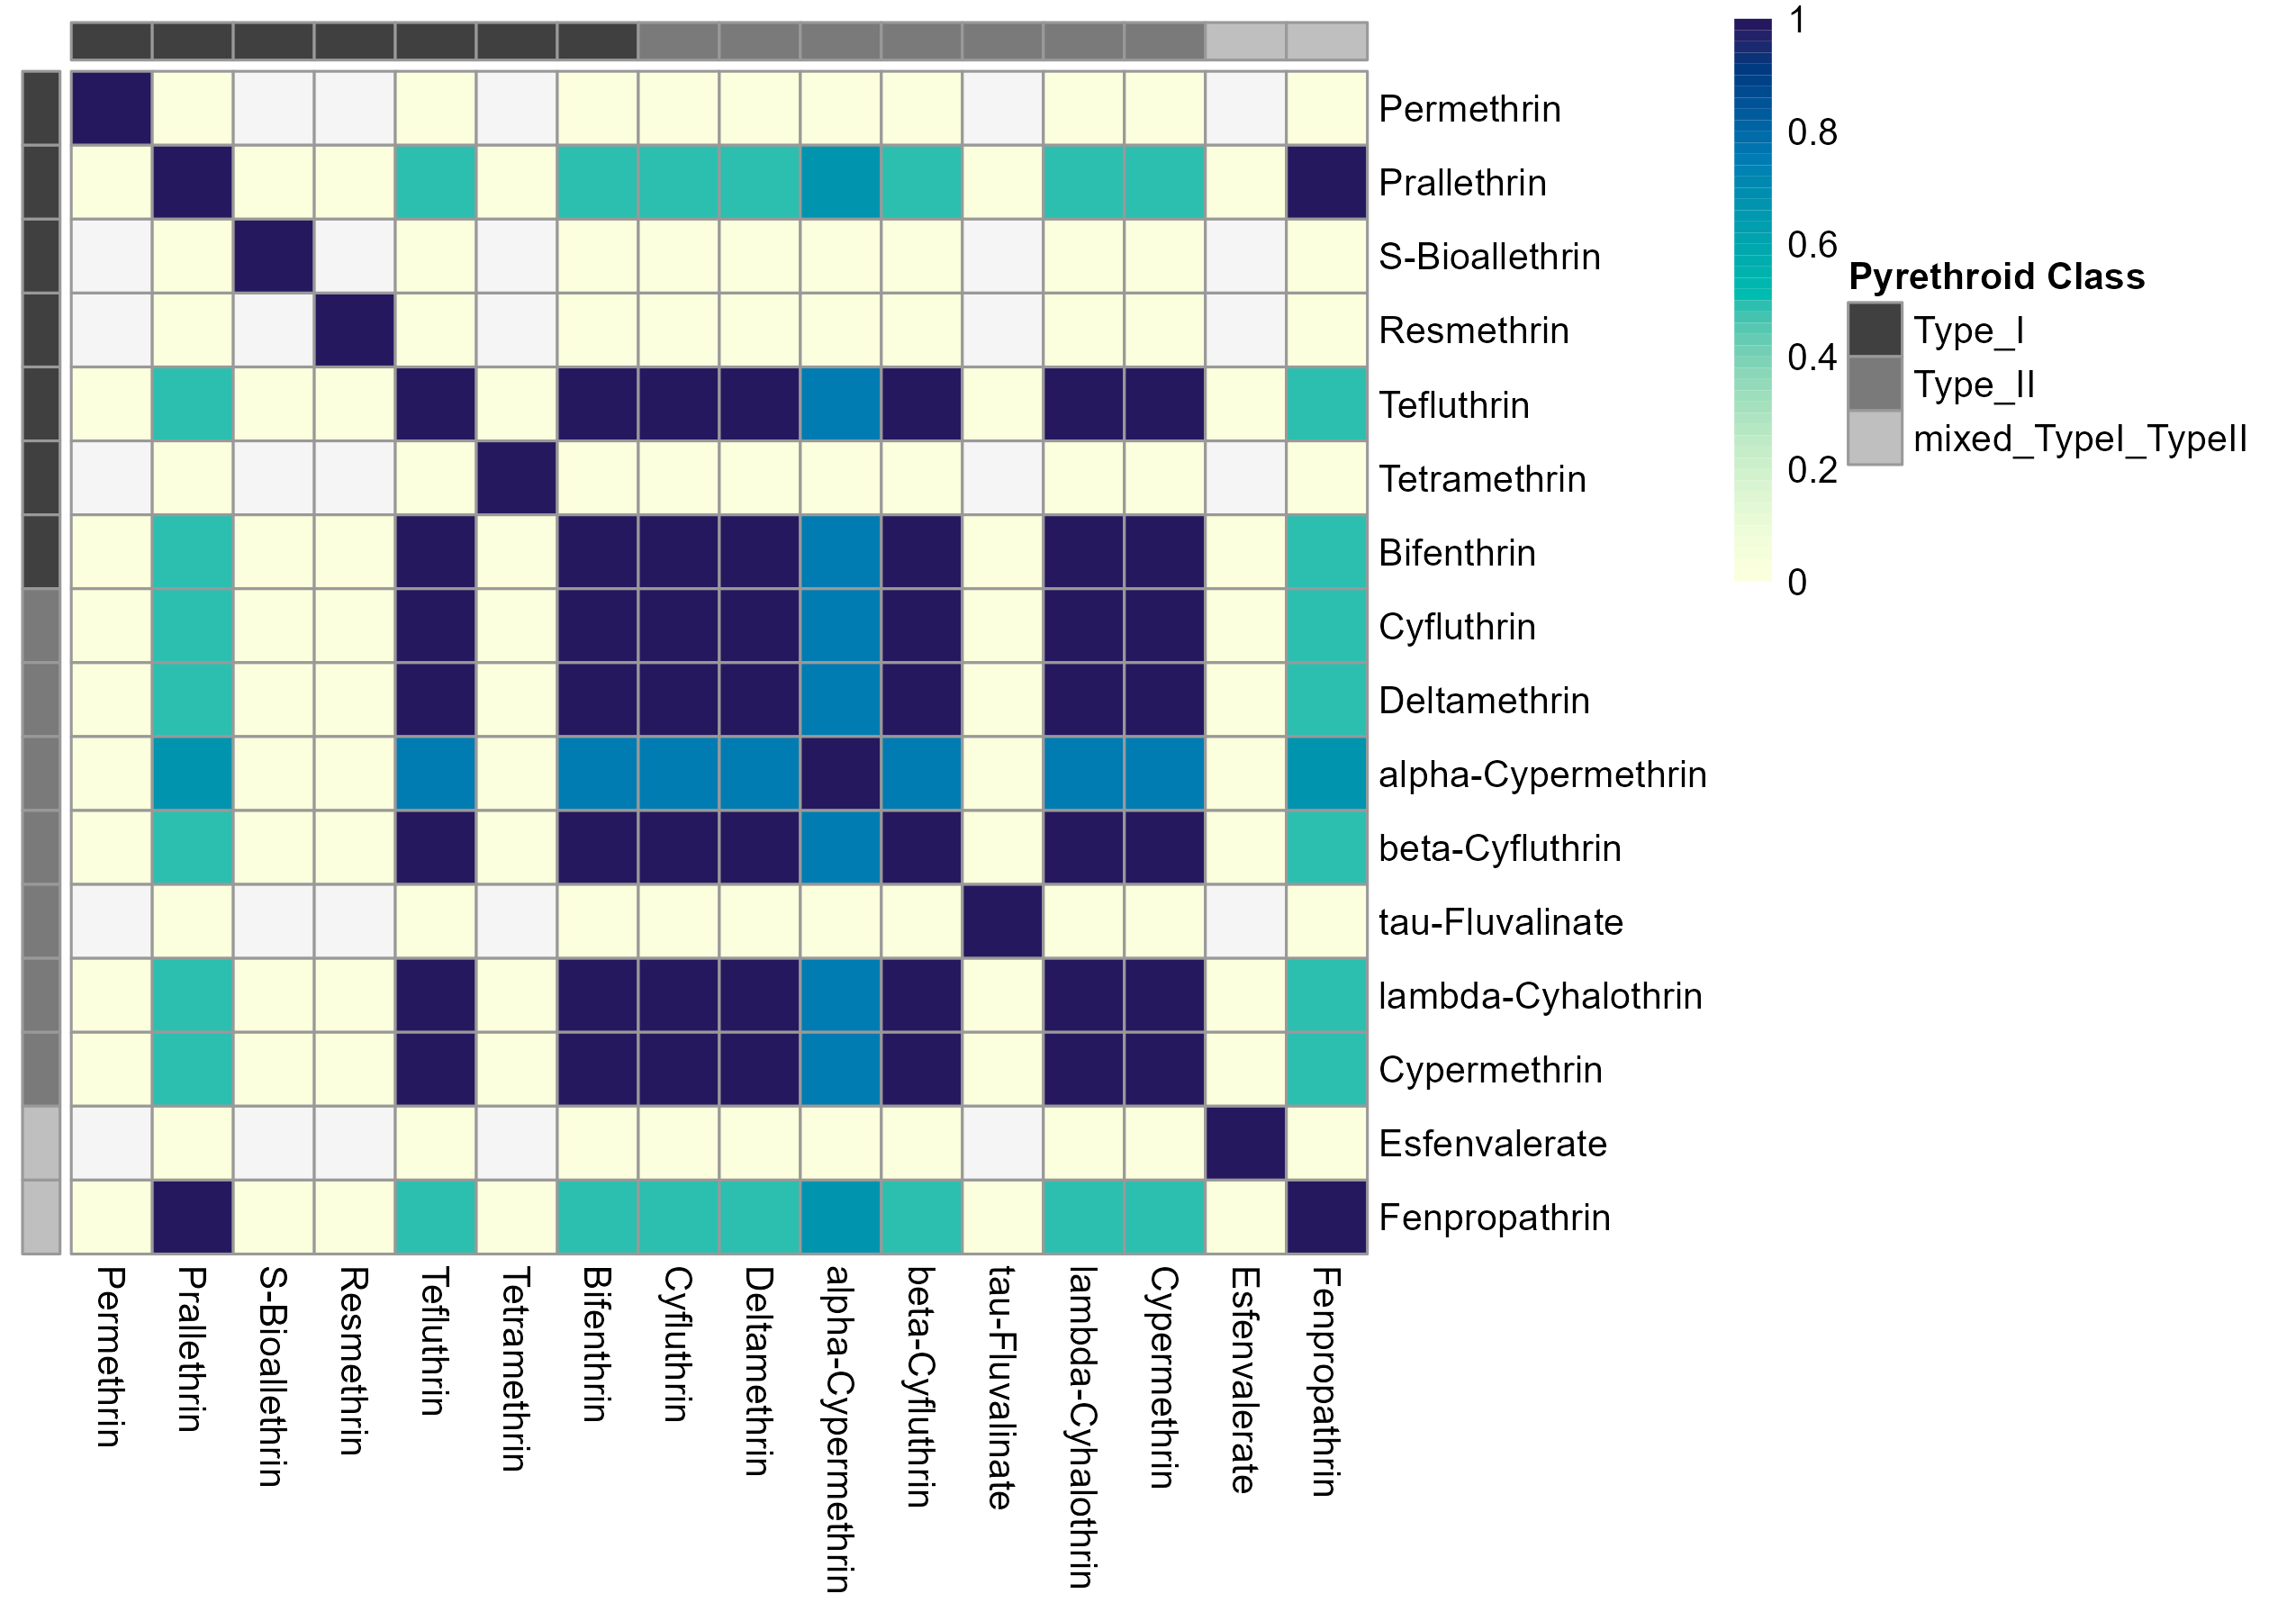 Permethrin
Prallethrin
S-Bioallethrin
Resmethrin
Tefluthrin
Tetramethrin
Bifenthrin
Cyfluthrin
Deltamethrin
alpha-Cypermethrin
beta-Cyfluthrin
tau-Fluvalinate
lambda-Cyhalothrin
Cypermethrin
Esfenvalerate
Fenpropathrin
Permethrin
Prallethrin
S-Bioallethrin
Resmethrin
Tefluthrin
Tetramethrin
Bifenthrin
Cyfluthrin
Deltamethrin
alpha-Cypermethrin
beta-Cyfluthrin
tau-Fluvalinate
lambda-Cyhalothrin
Cypermethrin
Esfenvalerate
Fenpropathrin
1
0.8
0.6
0.4
0.2
0
Pyrethroid Class
Type_I
Type_II
mixed_TypeI_TypeII